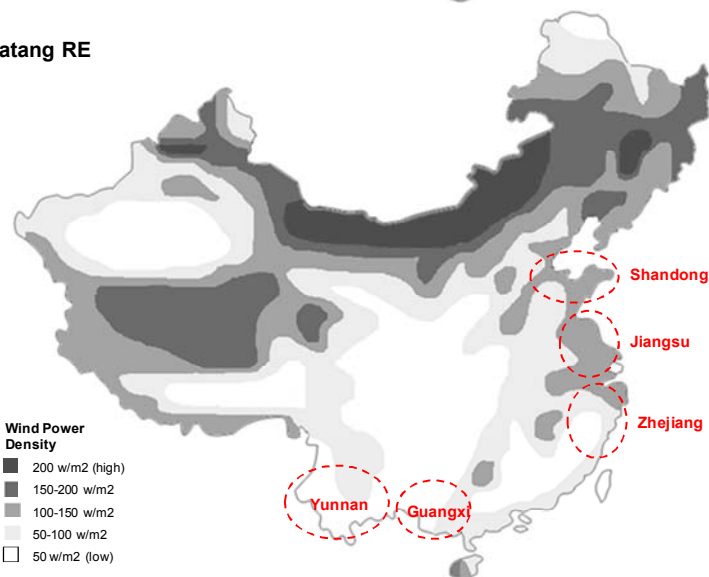 atang RE
Shandong
Jiangsu
Zhejiang
Yunnan
Guangxi
Wind Power
Density
200 w/m2 (high)
150-200 w/m2
100-150 w/m2
50-100 w/m2
50 w/m2 (low)